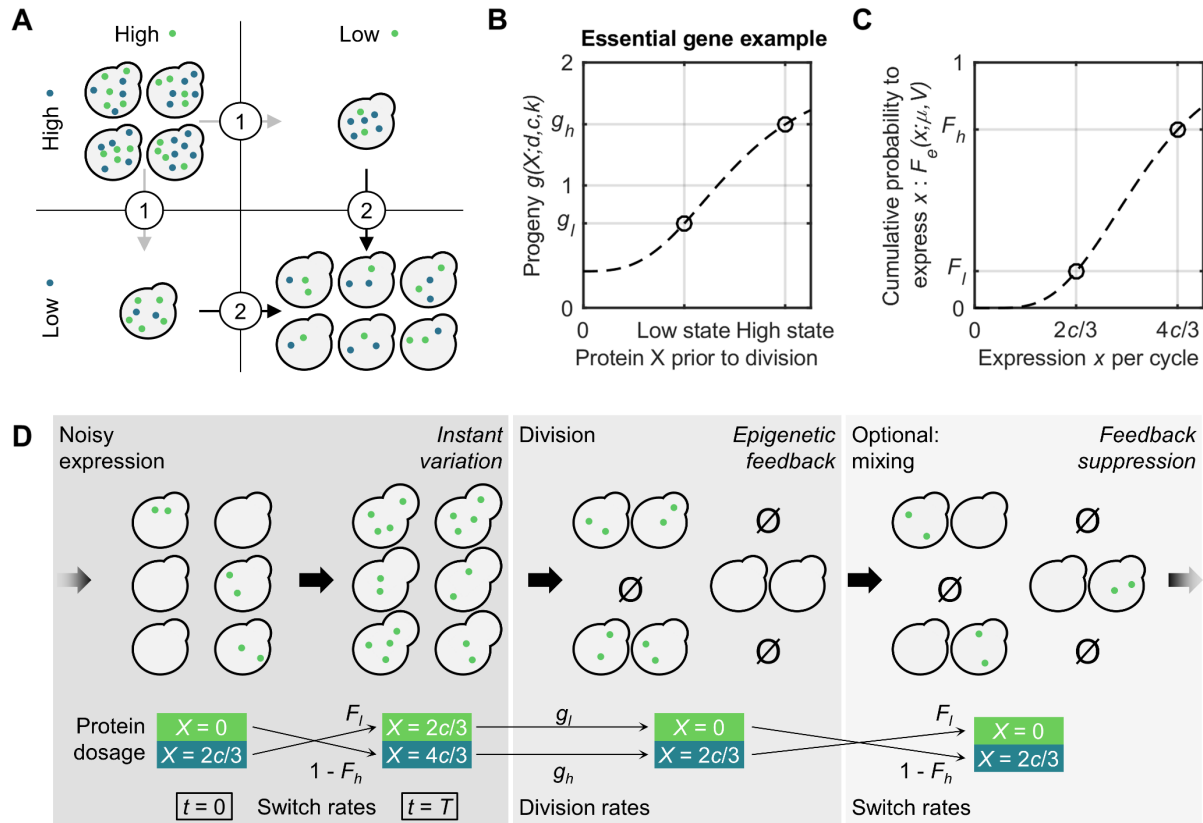 A
High
Low
High
Low
1
1
2
2
B
Essential gene example
2
g_h
1
g_l
0
0
Low state High state
Protein X prior to division
Progeny g(X;d,c,k)
C
1
F_h
F_l
0
0
2c/3
4c/3
Expression x per cycle
Cumulative probability to
express x : F_e(x;μ,V)
D
Noisy
expression
Instant
variation
Division
Epigenetic
feedback
Optional:
mixing
Feedback
suppression
Ø
Ø
Ø
Ø
Ø
Ø
Protein
dosage
X = 0
X = 2c/3
F_l
1 - F_h
X = 2c/3
X = 4c/3
g_l
g_h
X = 0
X = 2c/3
F_l
1 - F_h
X = 0
X = 2c/3
t = 0
Switch rates
t = T
Division rates
Switch rates